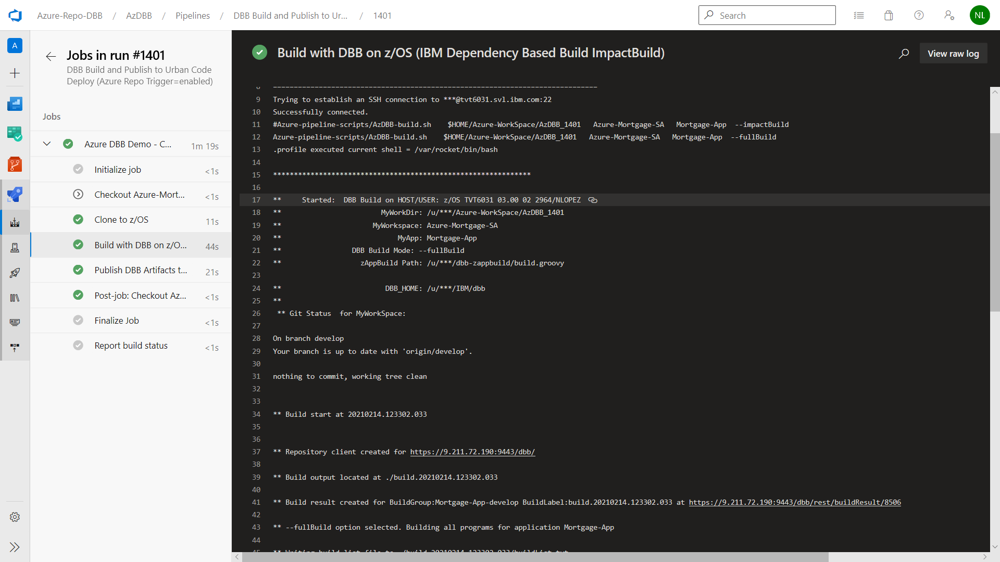 Azure-Repo-DBB / AzDBB / Pipelines / DBB Build and Publish to Ur... / 1401
Search
NL
A
Jobs in run #1401
DBB Build and Publish to Urban Code
Deploy (Azure Repo Trigger=enabled)
Jobs
Azure DBB Demo - C... 1m 19s
Initialize job <1s
Checkout Azure-Mort... <1s
Clone to z/OS 11s
Build with DBB on z/O... 44s
Publish DBB Artifacts t... 21s
Post-job: Checkout Az... <1s
Finalize Job <1s
Report build status <1s
Build with DBB on z/OS (IBM Dependency Based Build ImpactBuild)
View raw log
8 ------------------------------------------------------------------------------
9 Trying to establish an SSH connection to ***@tvt6031.svl.ibm.com:22
10 Successfully connected.
11 #Azure-pipeline-scripts/AzDBB-build.sh    $HOME/Azure-WorkSpace/AzDBB_1401   Azure-Mortgage-SA   Mortgage-App  --impactBuild
12 Azure-pipeline-scripts/AzDBB-build.sh    $HOME/Azure-WorkSpace/AzDBB_1401   Azure-Mortgage-SA   Mortgage-App  --fullBuild
13 .profile executed current shell = /var/rocket/bin/bash
14
15 **************************************************************
16
17 **     Started:  DBB Build on HOST/USER: z/OS TVT6031 03.00 02 2964/NLOPEZ
18 **                        MyWorkDir: /u/***/Azure-WorkSpace/AzDBB_1401
19 **                      MyWorkspace: Azure-Mortgage-SA
20 **                            MyApp: Mortgage-App
21 **                 DBB Build Mode: --fullBuild
22 **                   zAppBuild Path: /u/***/dbb-zappbuild/build.groovy
23
24 **                         DBB_HOME: /u/***/IBM/dbb
25 **
26  ** Git Status  for MyWorkSpace:
27
28 On branch develop
29 Your branch is up to date with 'origin/develop'.
30
31 nothing to commit, working tree clean
32
33
34 ** Build start at 20210214.123302.033
35
36
37 ** Repository client created for https://9.211.72.190:9443/dbb/
38
39 ** Build output located at ./build.20210214.123302.033
40
41 ** Build result created for BuildGroup:Mortgage-App-develop BuildLabel:build.20210214.123302.033 at https://9.211.72.190:9443/dbb/rest/buildResult/8506
42
43 ** --fullBuild option selected. Building all programs for application Mortgage-App
44
45 ** Writing build list file to ./build.20210214.123302.033/buildList.txt